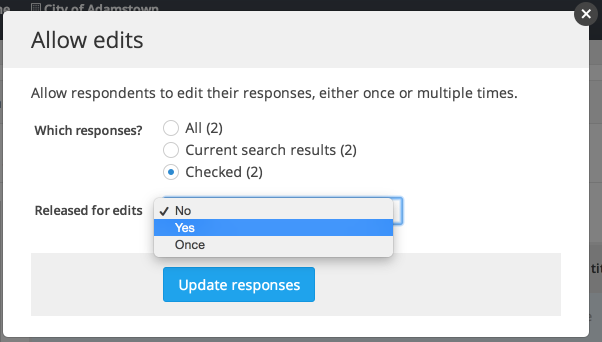 City of Adamstown
Allow edits
Allow respondents to edit their responses, either once or multiple times.
Which responses?
All (2)
Current search results (2)
Checked (2)
Released for edits
No
Yes
Once
Update responses